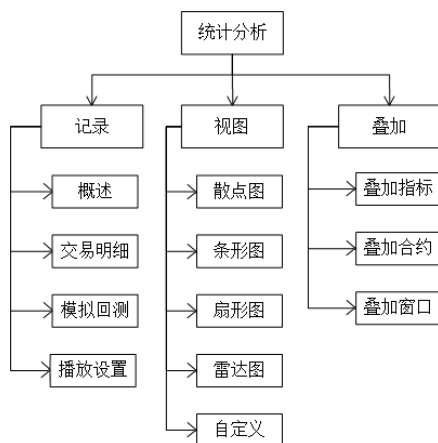 统计分析
记录
视图
叠加
概述
散点图
叠加指标
交易明细
条形图
叠加合约
模拟回测
扇形图
叠加窗口
播放设置
雷达图
自定义